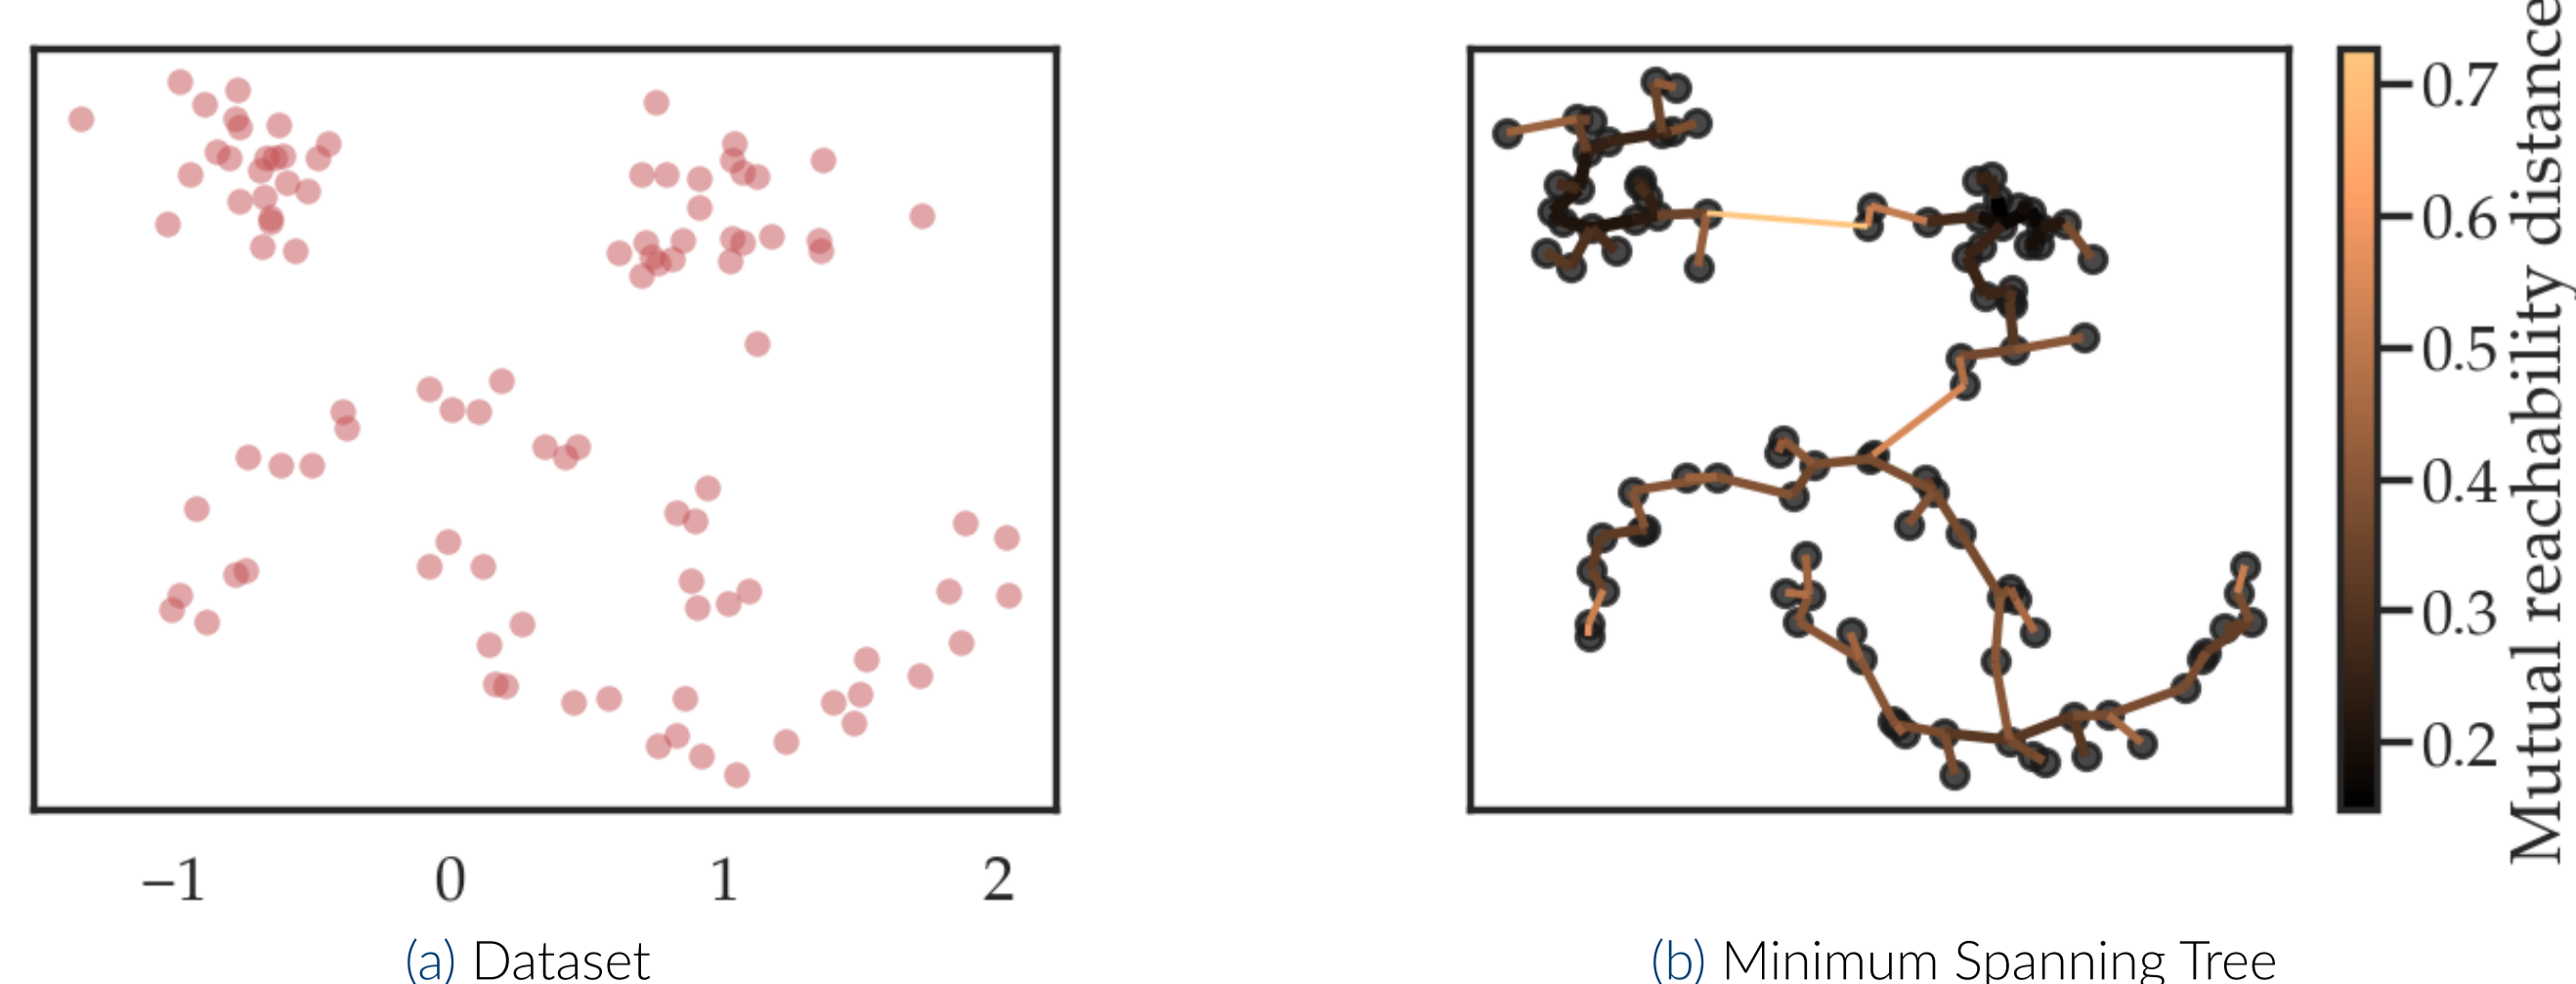 −1 0 1 2
(a) Dataset
0.7
0.6
0.5
0.4
0.3
0.2
Mutual reachability distance
(b) Minimum Spanning Tree